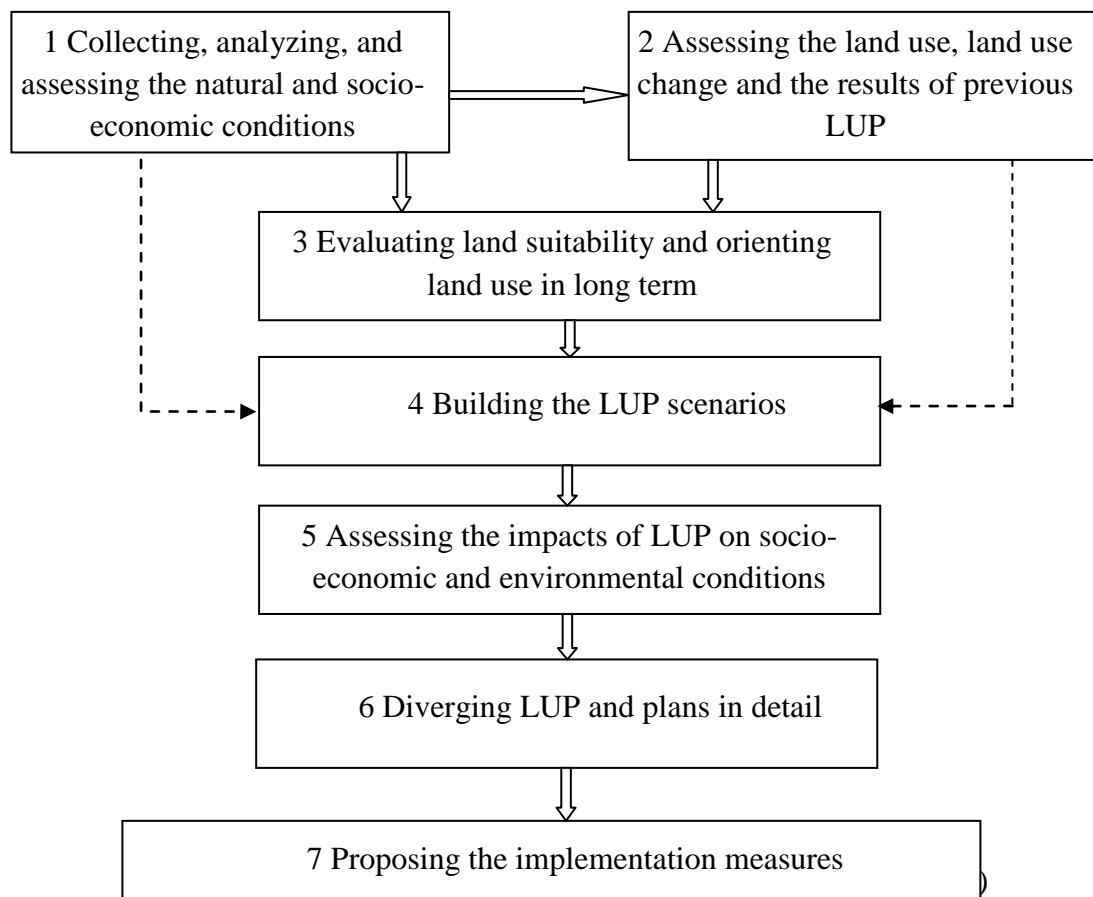 1 Collecting, analyzing, and
assessing the natural and socio-
economic conditions
2 Assessing the land use, land use
change and the results of previous
LUP
3 Evaluating land suitability and orienting
land use in long term
4 Building the LUP scenarios
5 Assessing the impacts of LUP on socio-
economic and environmental conditions
6 Diverging LUP and plans in detail
7 Proposing the implementation measures
)